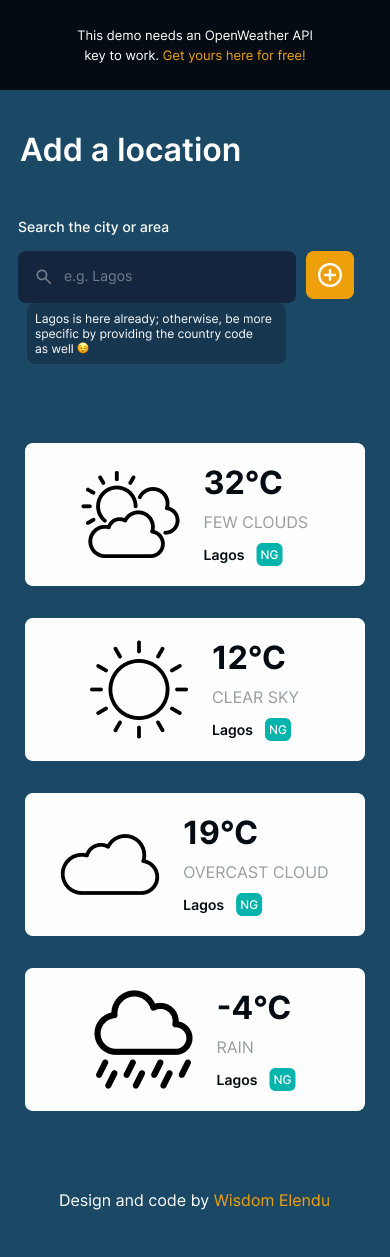 This demo needs an OpenWeather API
key to work. Get yours here for free!
Add a location
Search the city or area
e.g. Lagos
Lagos is here already; otherwise, be more
specific by providing the country code
as well 😉
32°C
FEW CLOUDS
Lagos NG
12°C
CLEAR SKY
Lagos NG
19°C
OVERCAST CLOUD
Lagos NG
-4°C
RAIN
Lagos NG
Design and code by Wisdom Elendu